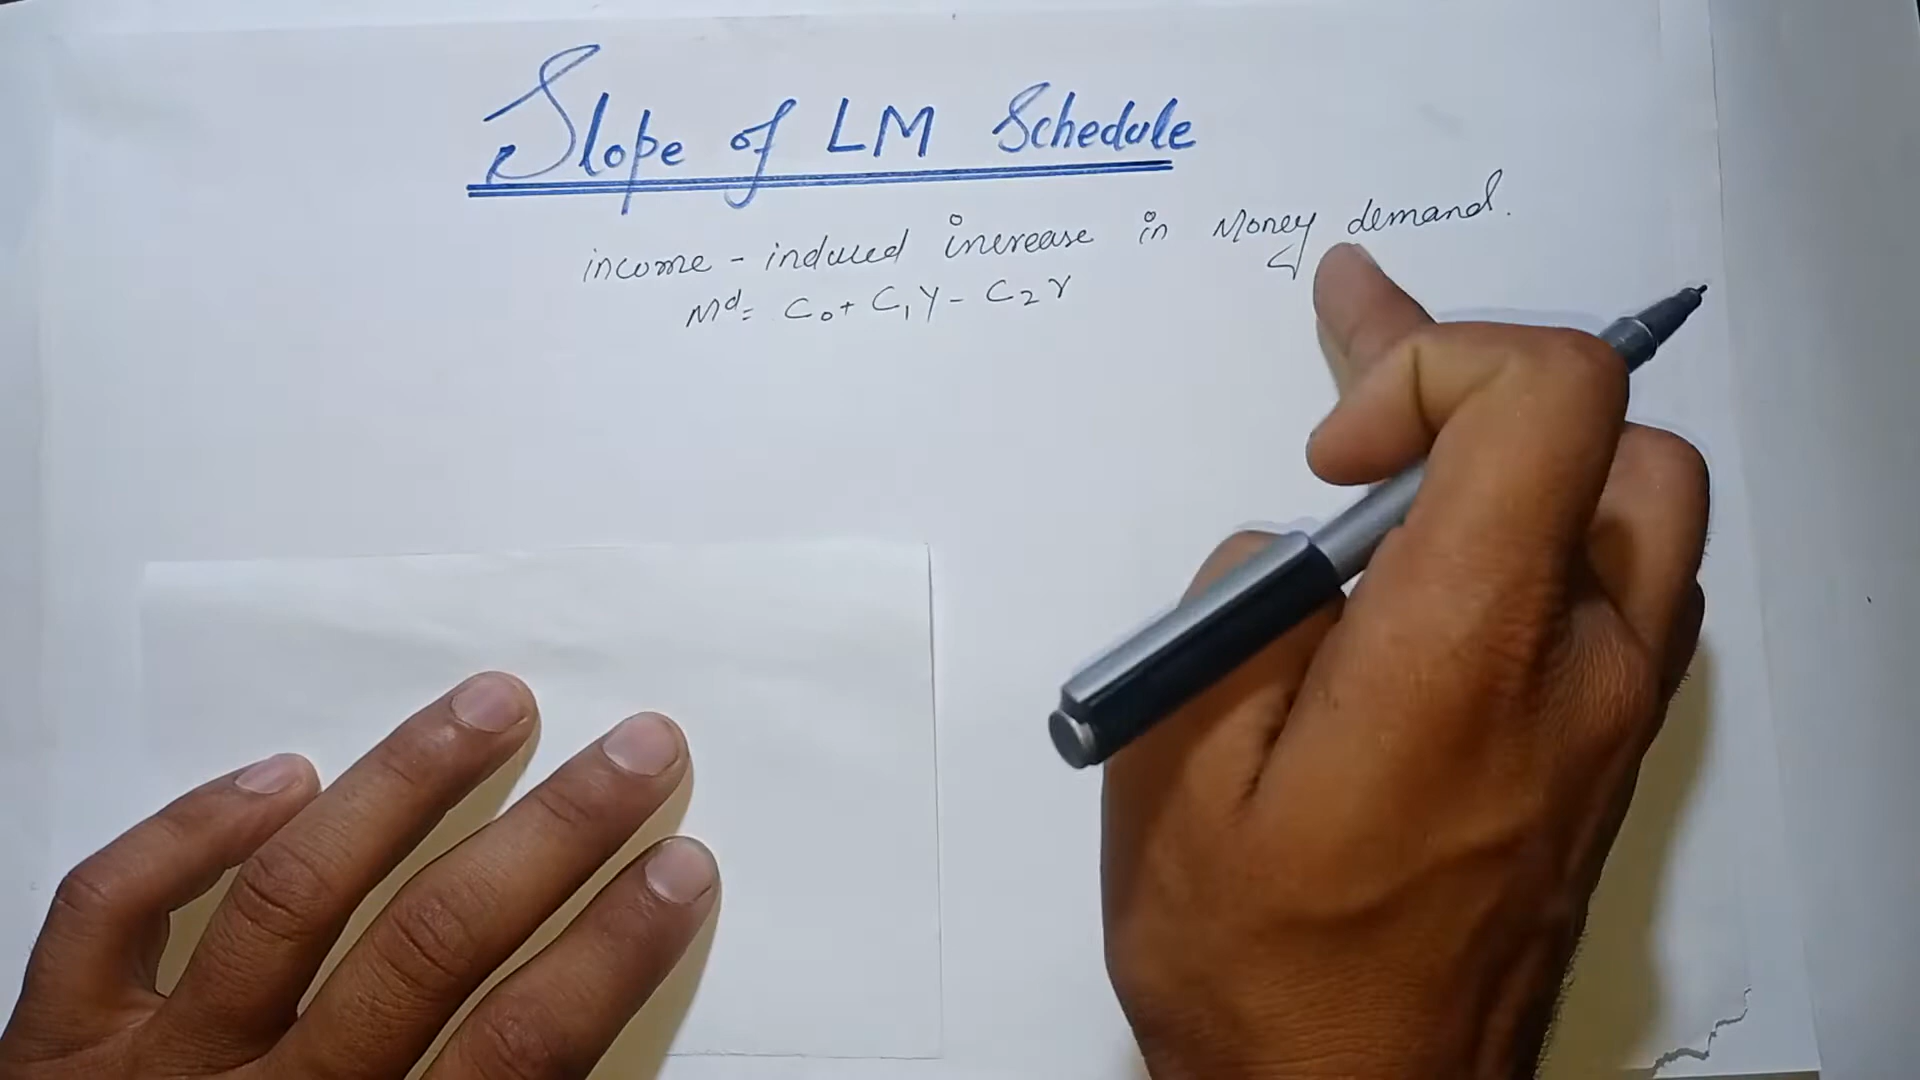 Slope of LM Schedule
income - induced increase in Money demand.
Mᵈ = C₀ + C₁Y - C₂r